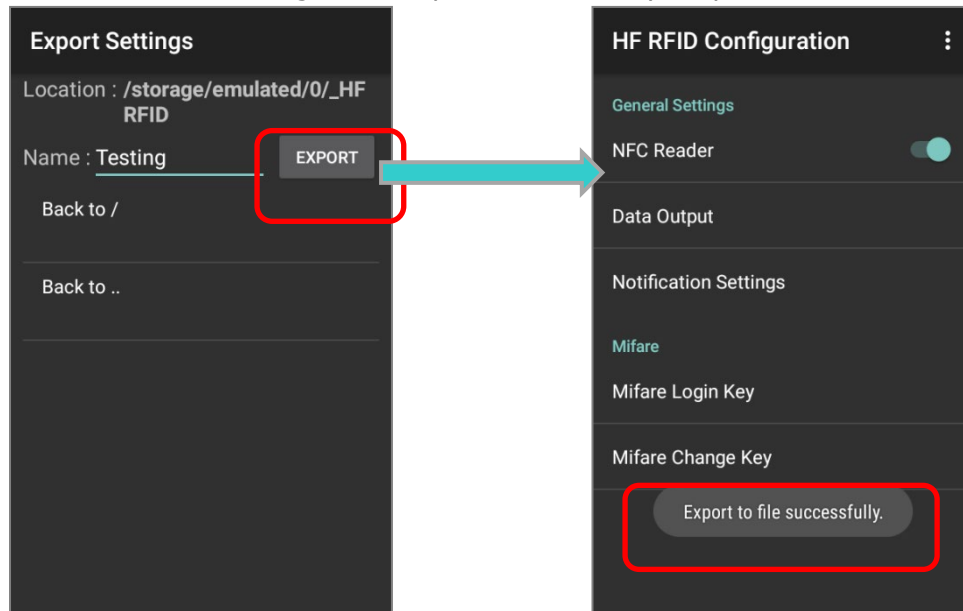 Export Settings
Location : /storage/emulated/0/_HF
RFID
Name : Testing
EXPORT
Back to /
Back to ..
HF RFID Configuration
General Settings
NFC Reader
Data Output
Notification Settings
Mifare
Mifare Login Key
Mifare Change Key
Export to file successfully.